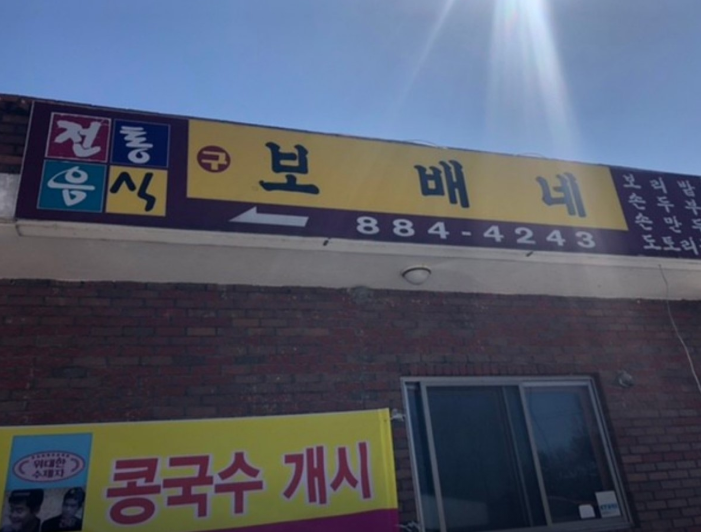 전통
음식
구 보배네
884-4243
보리밥
손두부
손만두
도토리
위대한
수제자
콩국수 개시